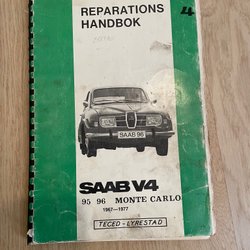 REPARATIONS
HANDBOK
4
SAAB 96
SAAB V4
95 96 MONTE CARLO
1967-1977
TECED-LYRESTAD